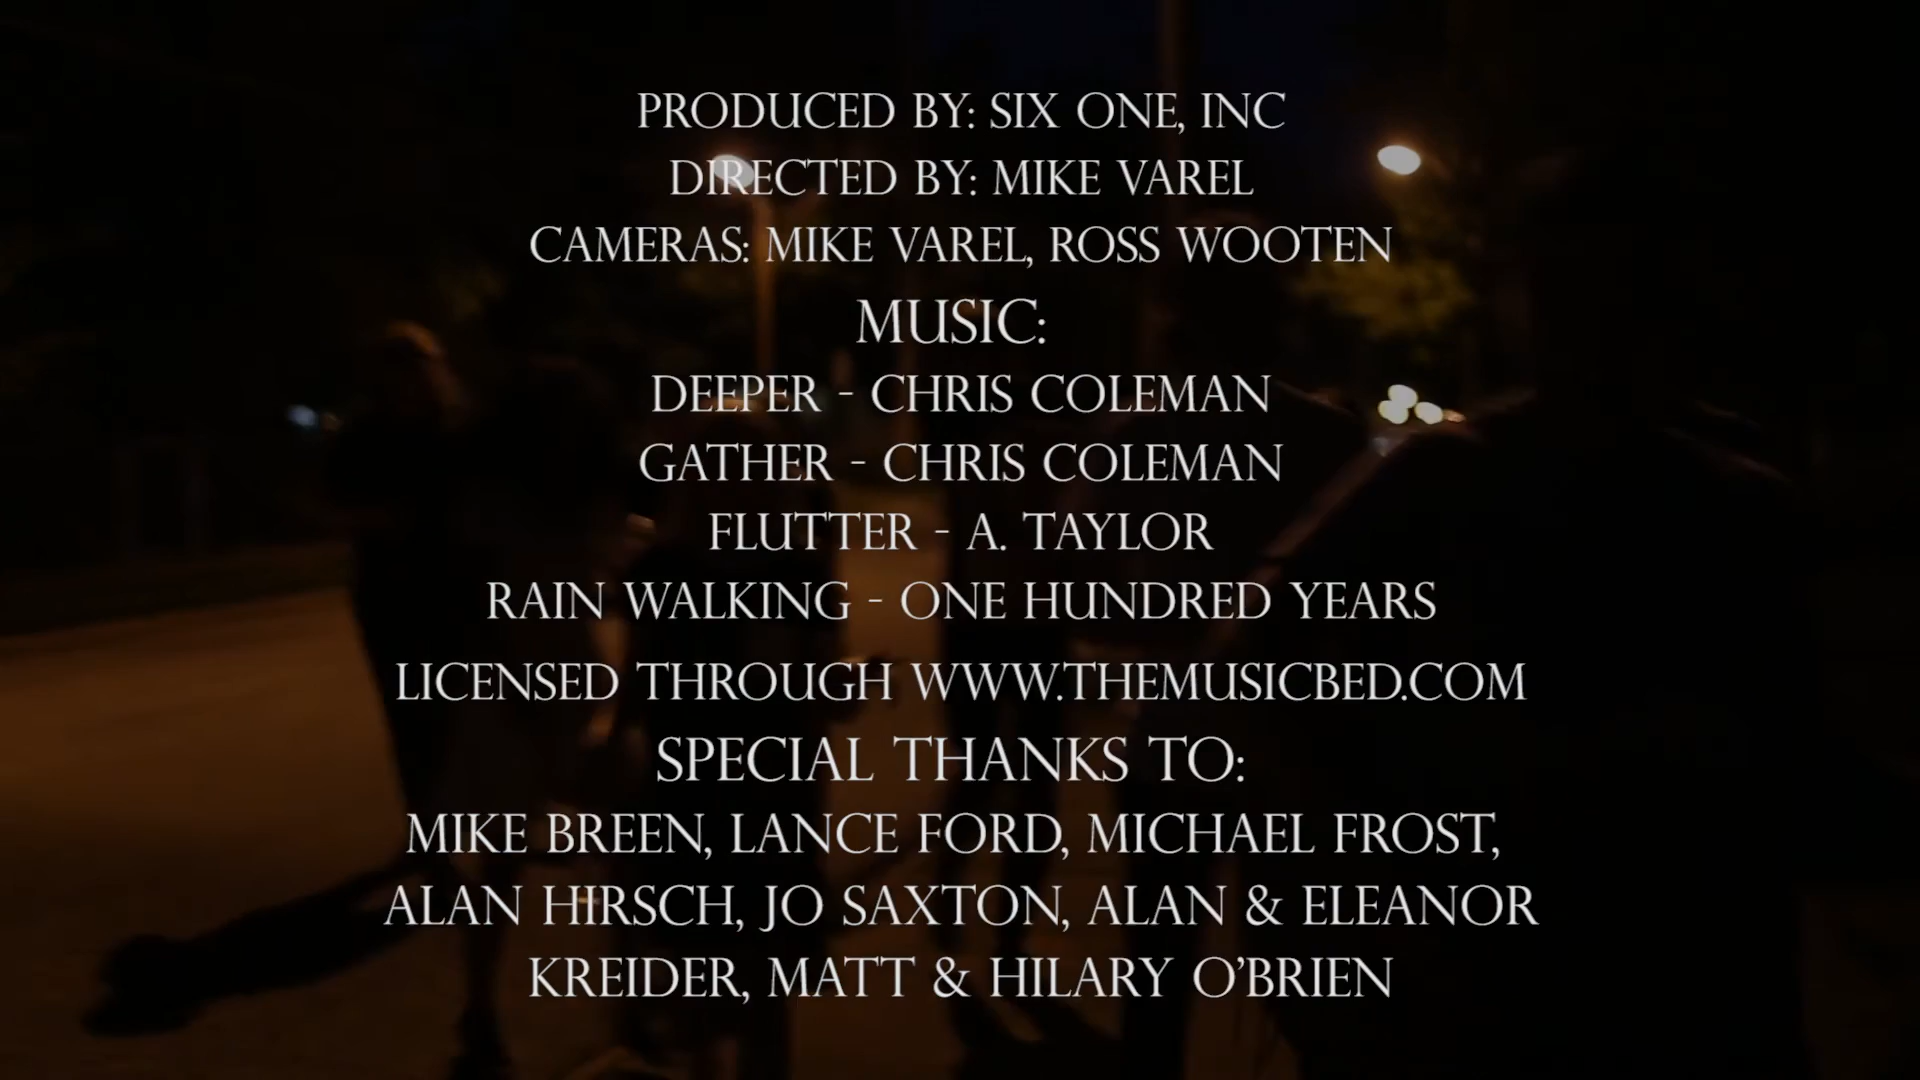 PRODUCED BY: SIX ONE, INC
DIRECTED BY: MIKE VAREL
CAMERAS: MIKE VAREL, ROSS WOOTEN
MUSIC:
DEEPER - CHRIS COLEMAN
GATHER - CHRIS COLEMAN
FLUTTER - A. TAYLOR
RAIN WALKING - ONE HUNDRED YEARS
LICENSED THROUGH WWW.THEMUSICBED.COM
SPECIAL THANKS TO:
MIKE BREEN, LANCE FORD, MICHAEL FROST,
ALAN HIRSCH, JO SAXTON, ALAN & ELEANOR
KREIDER, MATT & HILARY O'BRIEN